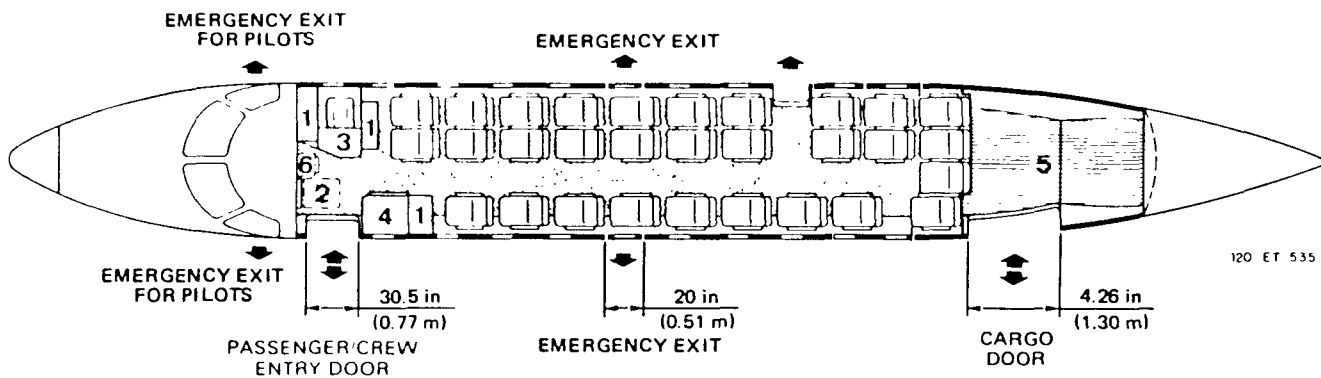 EMERGENCY EXIT
FOR PILOTS
EMERGENCY EXIT
1
3
1
6
2
4
1
5
EMERGENCY EXIT
FOR PILOTS
30.5 in
(0.77 m)
20 in
(0.51 m)
4.26 in
(1.30 m)
120 ET 535
PASSENGER/CREW
ENTRY DOOR
EMERGENCY EXIT
CARGO
DOOR